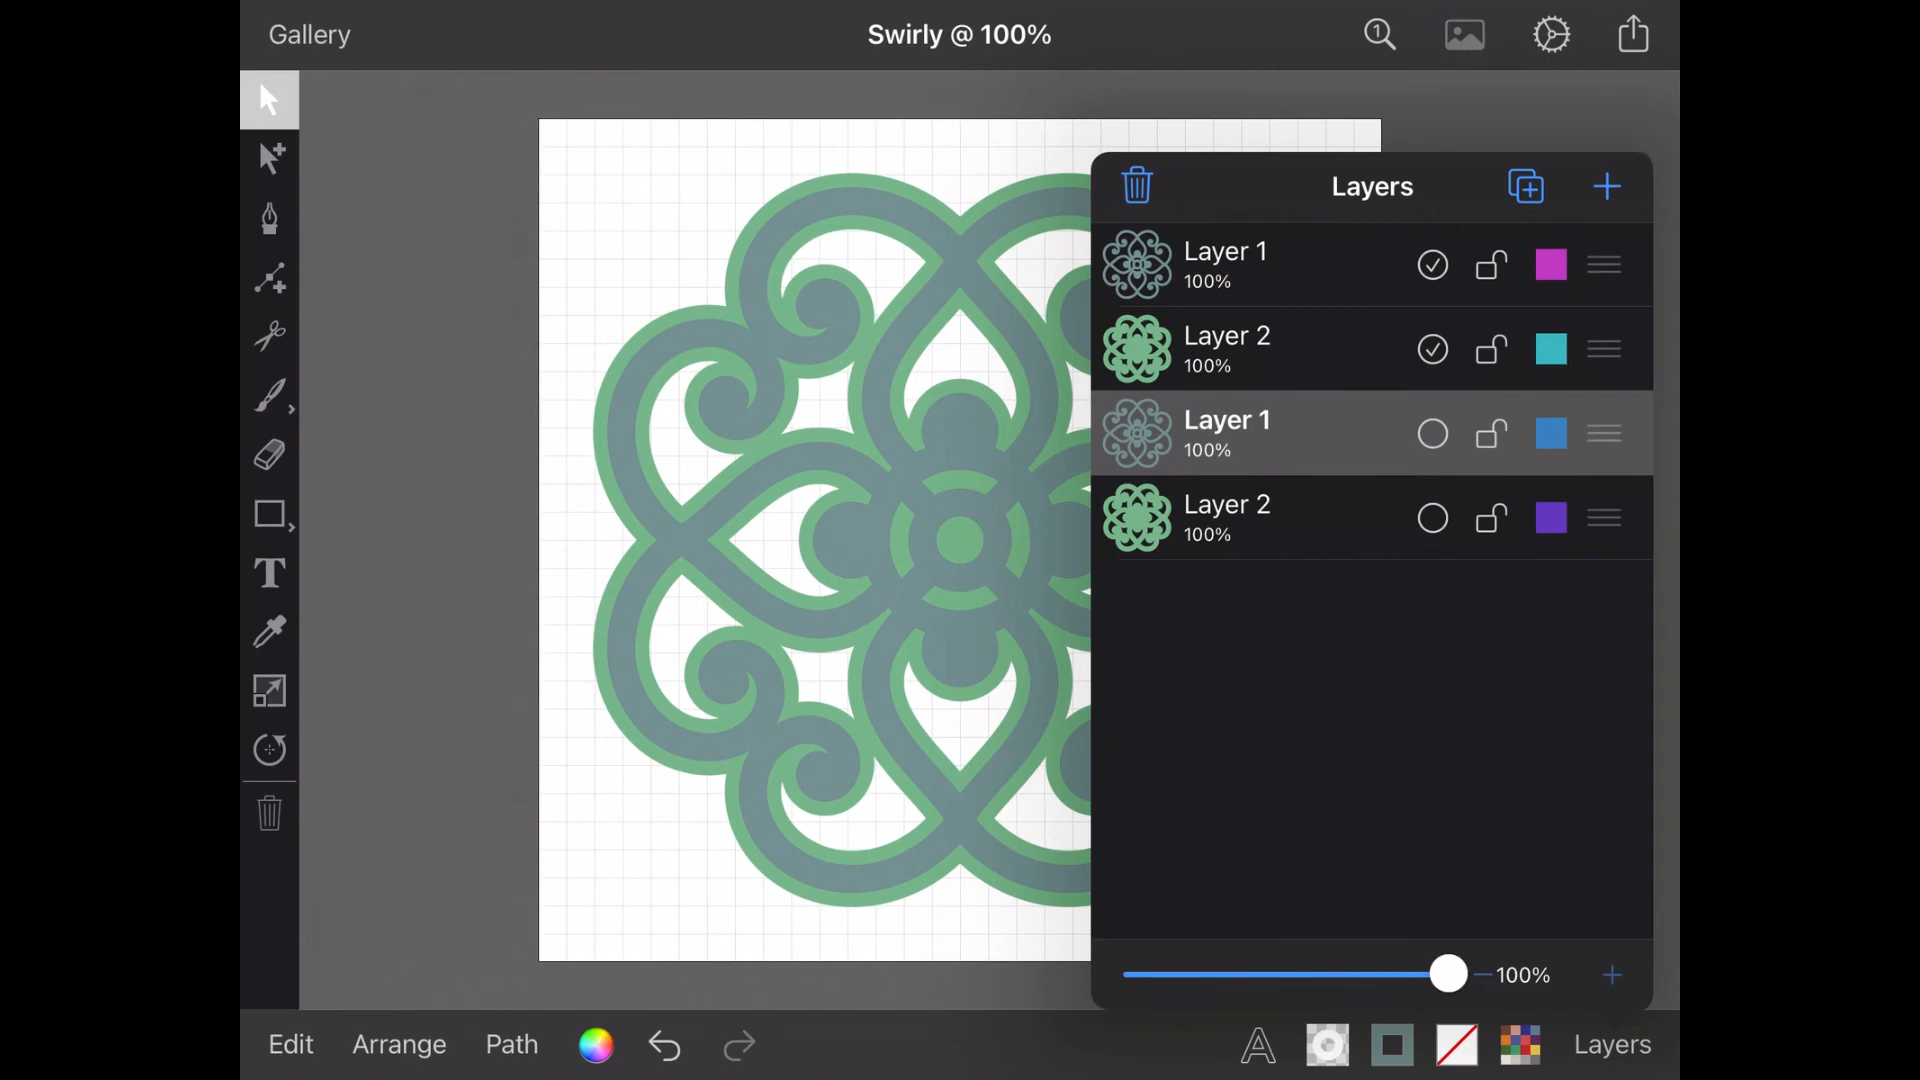 Gallery
Swirly @ 100%
1
Layers
Layer 1
100%
Layer 2
100%
Layer 1
100%
Layer 2
100%
T
100%
Edit
Arrange
Path
A
Layers